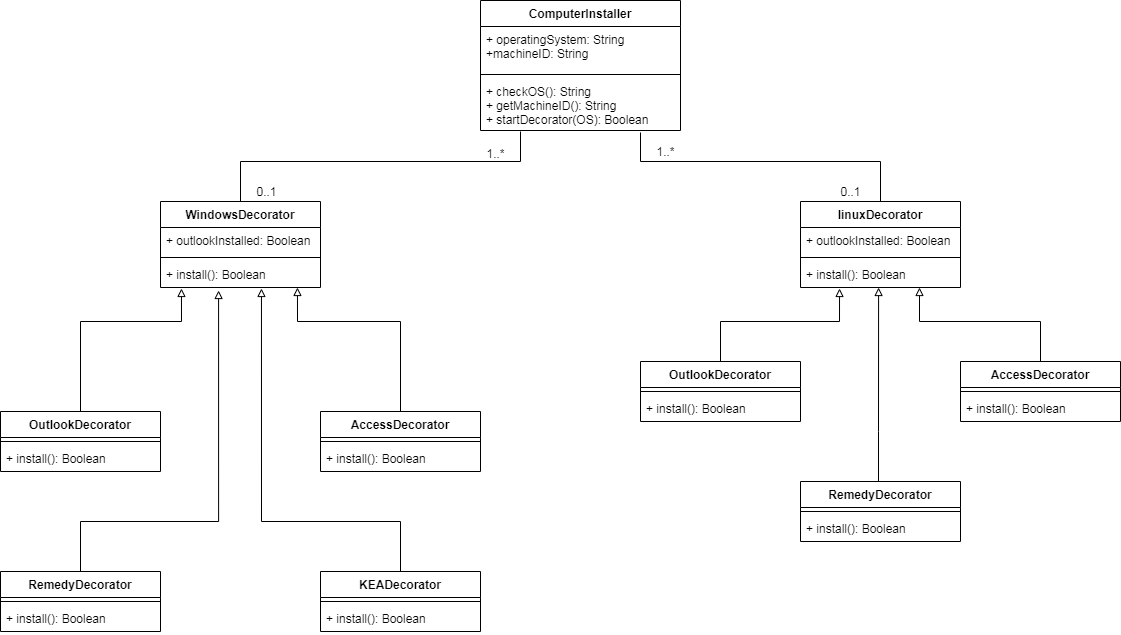 ComputerInstaller
+ operatingSystem: String
+machineID: String
+ checkOS(): String
+ getMachineID(): String
+ startDecorator(OS): Boolean
1..*
1..*
0..1
0..1
WindowsDecorator
+ outlookInstalled: Boolean
+ install(): Boolean
linuxDecorator
+ outlookInstalled: Boolean
+ install(): Boolean
OutlookDecorator
+ install(): Boolean
AccessDecorator
+ install(): Boolean
OutlookDecorator
+ install(): Boolean
AccessDecorator
+ install(): Boolean
RemedyDecorator
+ install(): Boolean
RemedyDecorator
+ install(): Boolean
KEADecorator
+ install(): Boolean